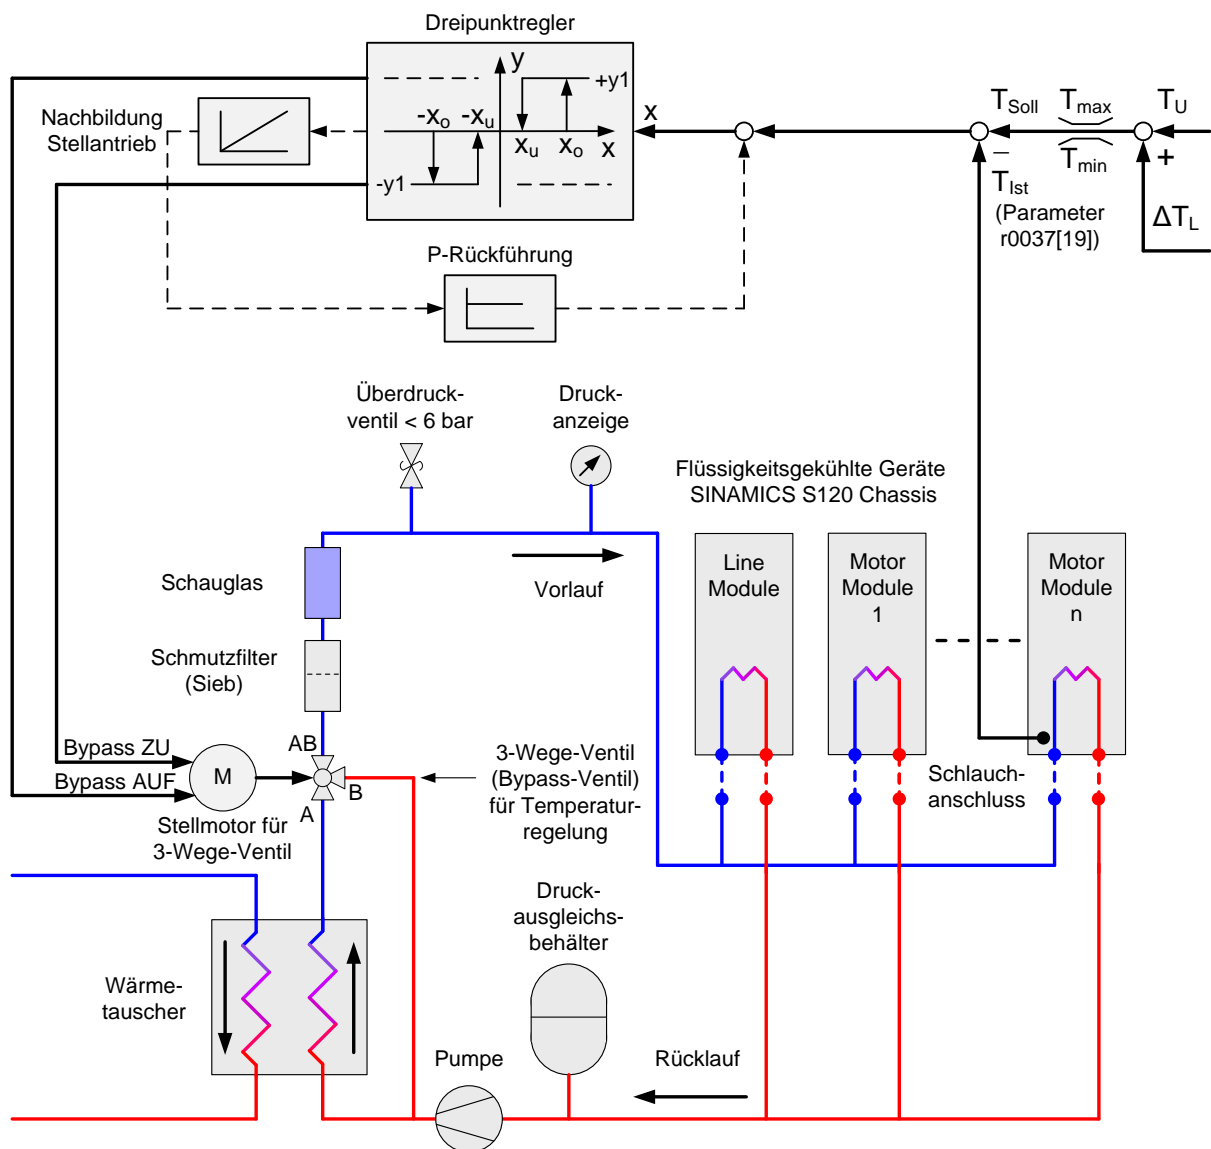 Dreipunktregler
y
+y1
-xo
-xu
xu
xo
x
-y1
x
Nachbildung
Stellantrieb
P-Rückführung
TSoll
Tmax
Tmin
TU
+
−
TIst
(Parameter
r0037[19])
ΔTL
Überdruck-
ventil < 6 bar
Druck-
anzeige
Flüssigkeitsgekühlte Geräte
SINAMICS S120 Chassis
Schauglas
Vorlauf
Line
Module
Motor
Module
1
Motor
Module
n
Schmutzfilter
(Sieb)
Bypass ZU
Bypass AUF
M
AB
B
A
3-Wege-Ventil
(Bypass-Ventil)
für Temperatur-
regelung
Schlauch-
anschluss
Stellmotor für
3-Wege-Ventil
Druck-
ausgleichs-
behälter
Wärme-
tauscher
Pumpe
Rücklauf